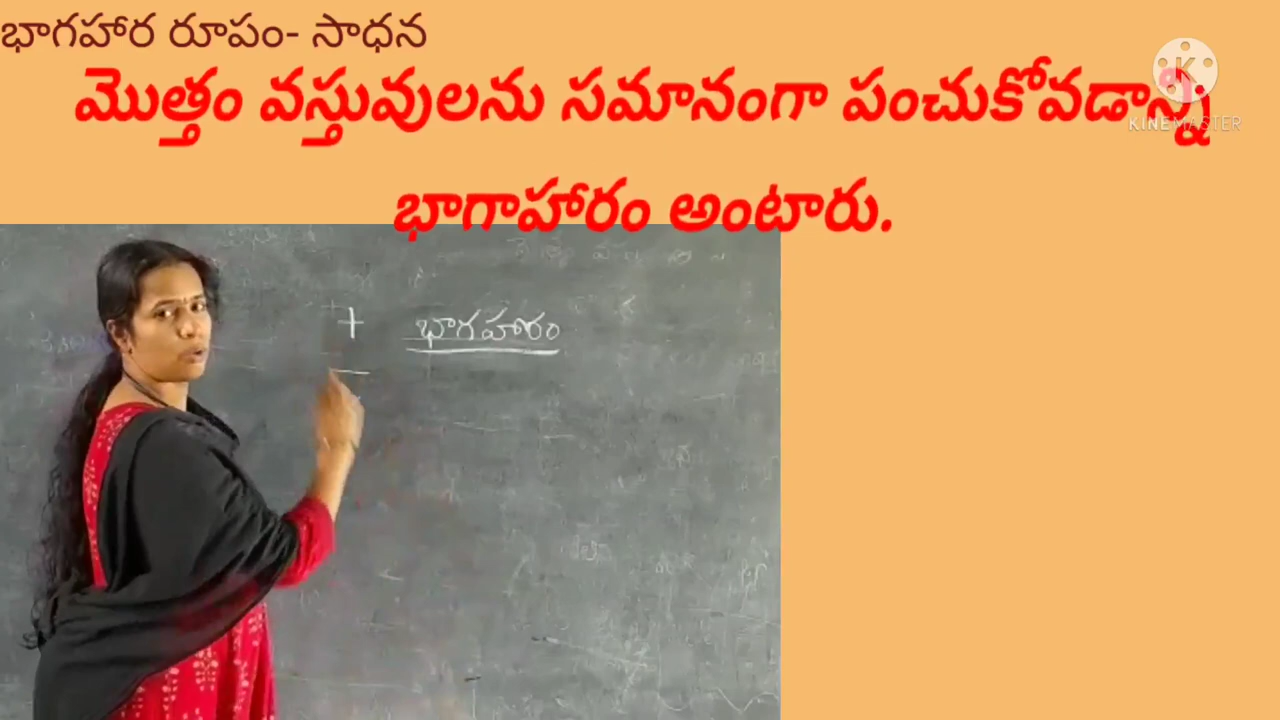 భాగహార రూపం- సాధన
మొత్తం వస్తువులను సమానంగా పంచుకోవడాన్ని
భాగాహారం అంటారు.
KINEMASTER
+ భాగహారం
-